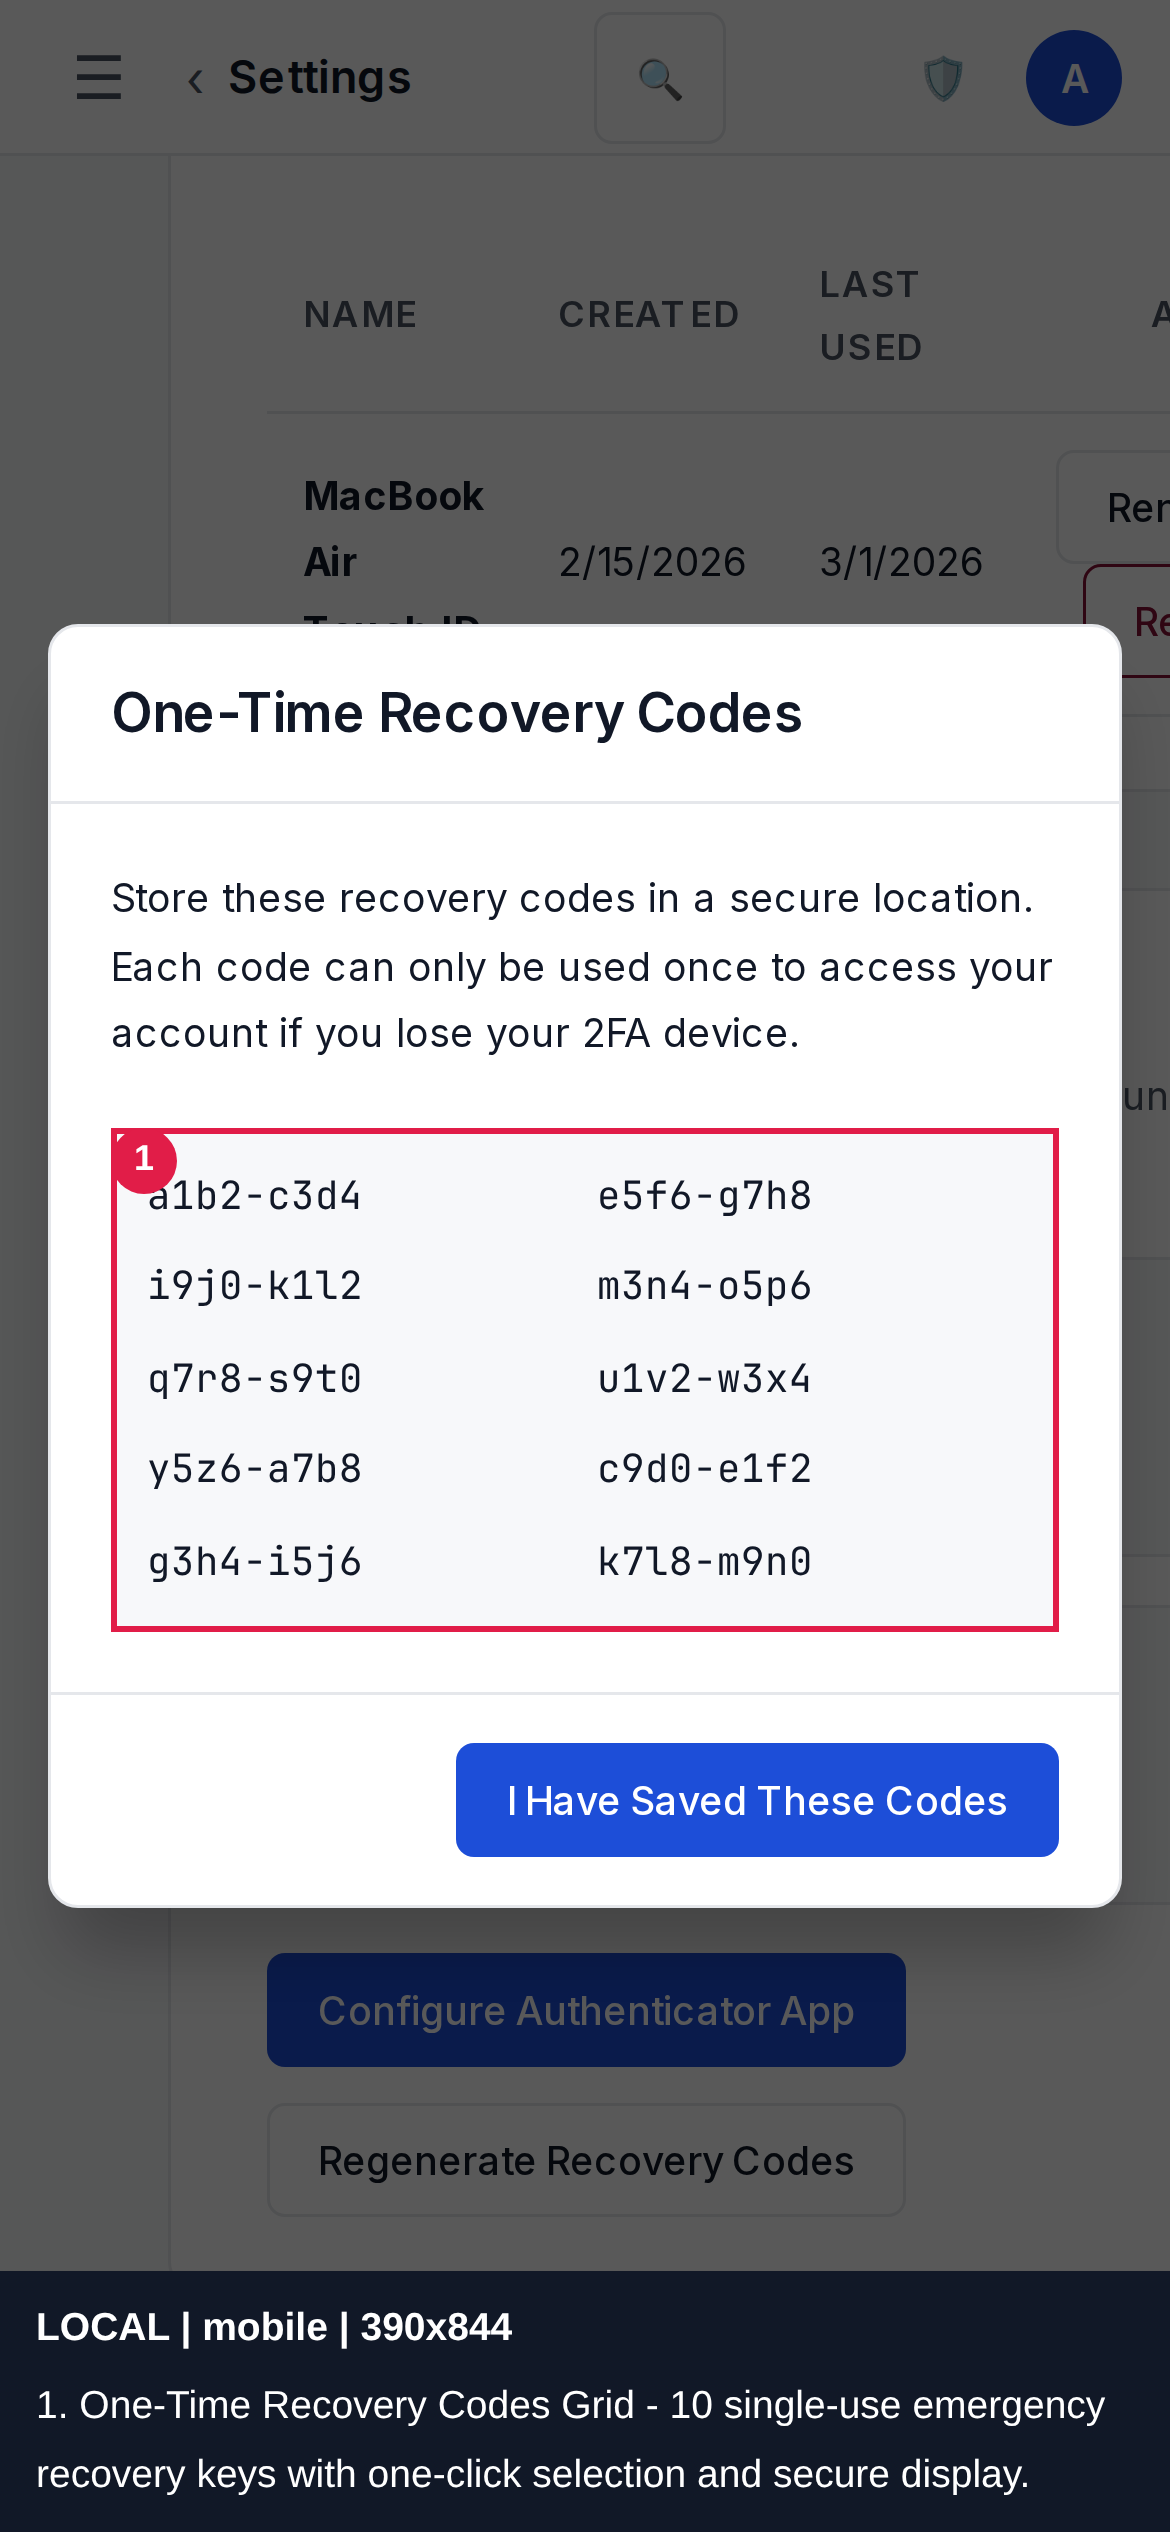 ‹ Settings
A
NAME CREATED LAST USED
MacBook
Air 2/15/2026 3/1/2026
Touch ID
One-Time Recovery Codes
Store these recovery codes in a secure location.
Each code can only be used once to access your
account if you lose your 2FA device.
1
a1b2-c3d4 e5f6-g7h8
i9j0-k1l2 m3n4-o5p6
q7r8-s9t0 u1v2-w3x4
y5z6-a7b8 c9d0-e1f2
g3h4-i5j6 k7l8-m9n0
I Have Saved These Codes
Configure Authenticator App
Regenerate Recovery Codes
LOCAL | mobile | 390x844
1. One-Time Recovery Codes Grid - 10 single-use emergency
recovery keys with one-click selection and secure display.